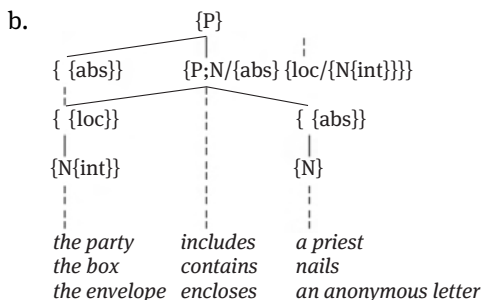 b.
{P}
{ {abs}} {P;N/{abs} {loc/{N{int}}}}
{ {loc}} { {abs}}
{N{int}} {N}
the party includes a priest
the box contains nails
the envelope encloses an anonymous letter